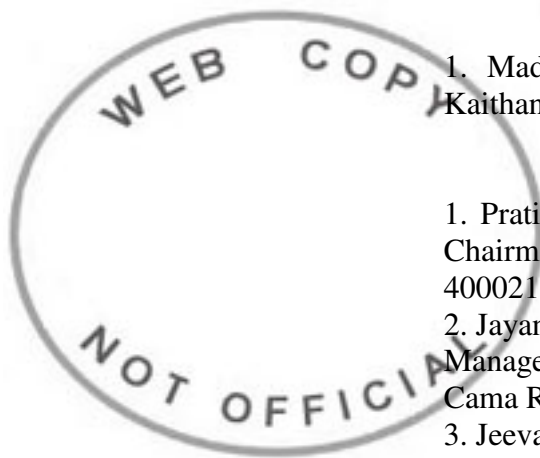 WEB COPY
1. Mad
Kaithan
1. Prati
Chairm
400021
2. Jayan
Manage
Cama R
3. Jeeva
NOT OFFICIAL